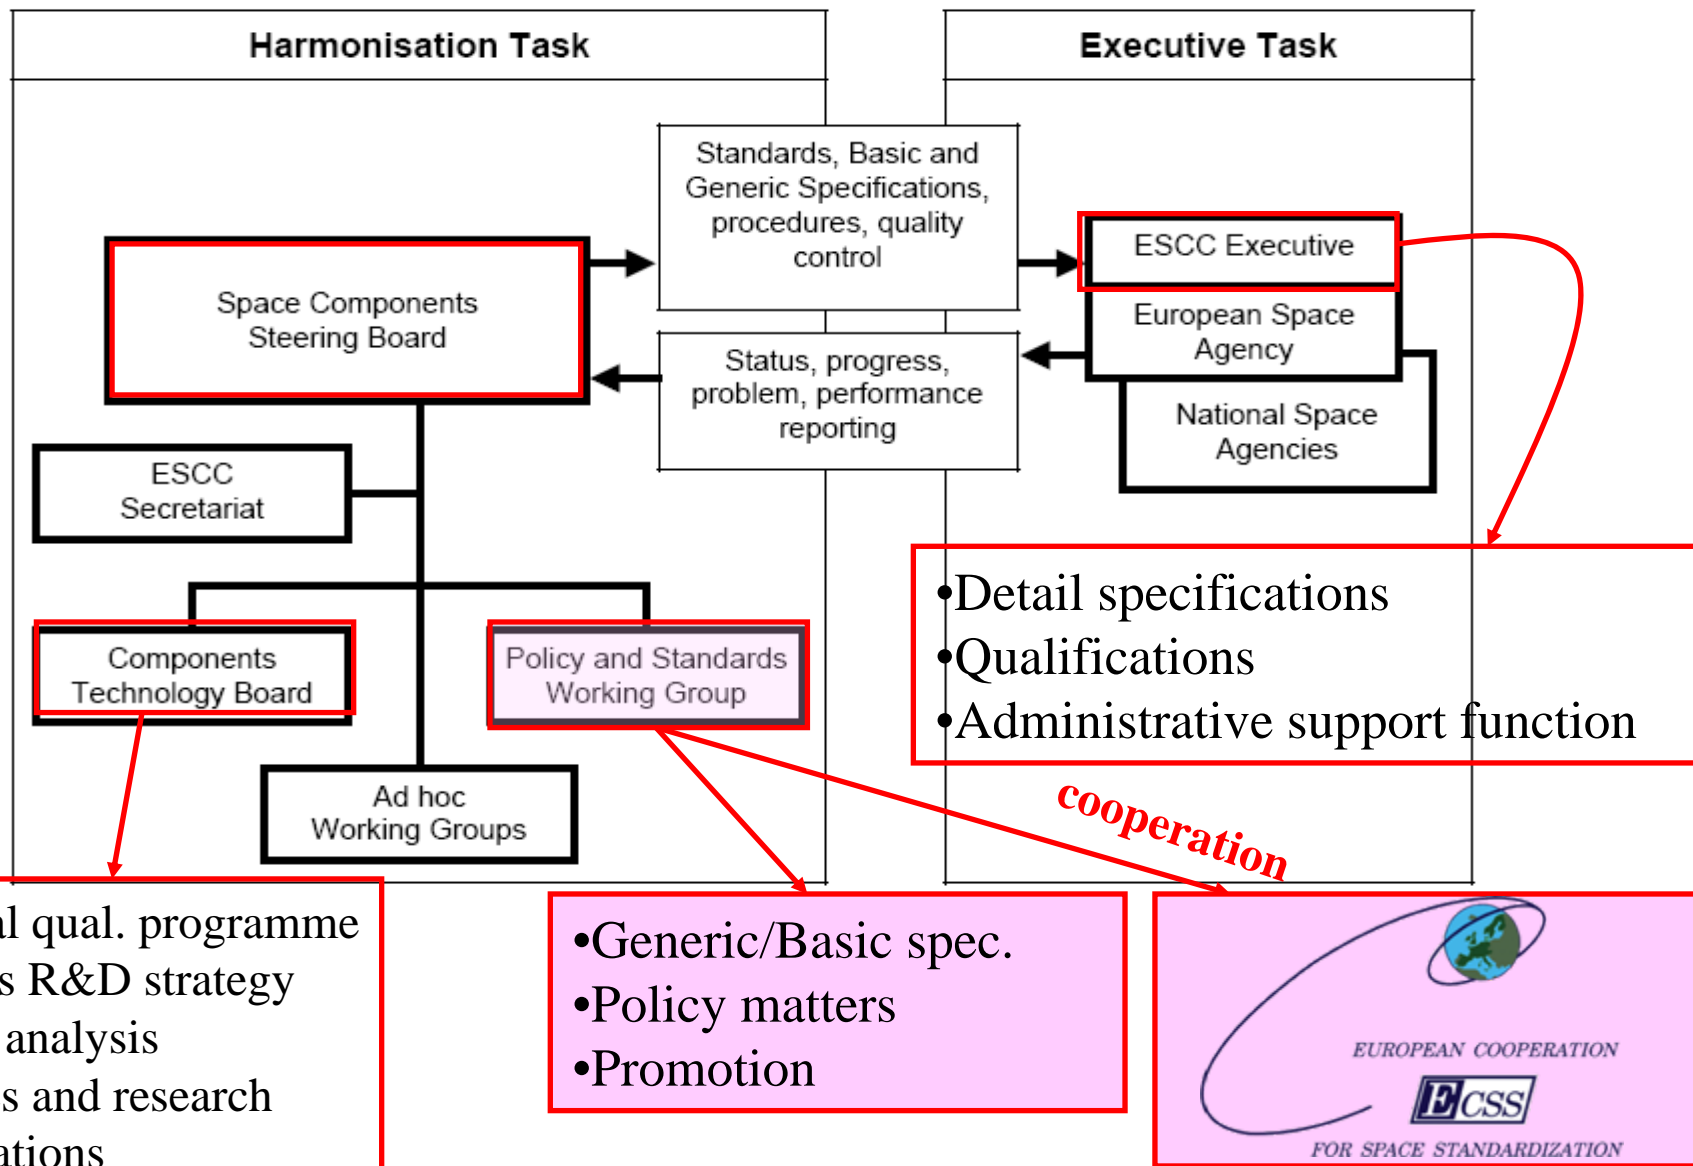 Harmonisation Task
Executive Task
Standards, Basic and
Generic Specifications,
procedures, quality
control
ESCC Executive
Space Components
Steering Board
European Space
Agency
Status, progress,
problem, performance
reporting
National Space
Agencies
ESCC
Secretariat
•Detail specifications
•Qualifications
•Administrative support function
Components
Technology Board
Policy and Standards
Working Group
Ad hoc
Working Groups
cooperation
qual. programme
R&D strategy
analysis
and research
•Generic/Basic spec.
•Policy matters
•Promotion
EUROPEAN COOPERATION
ECSS
FOR SPACE STANDARDIZATION